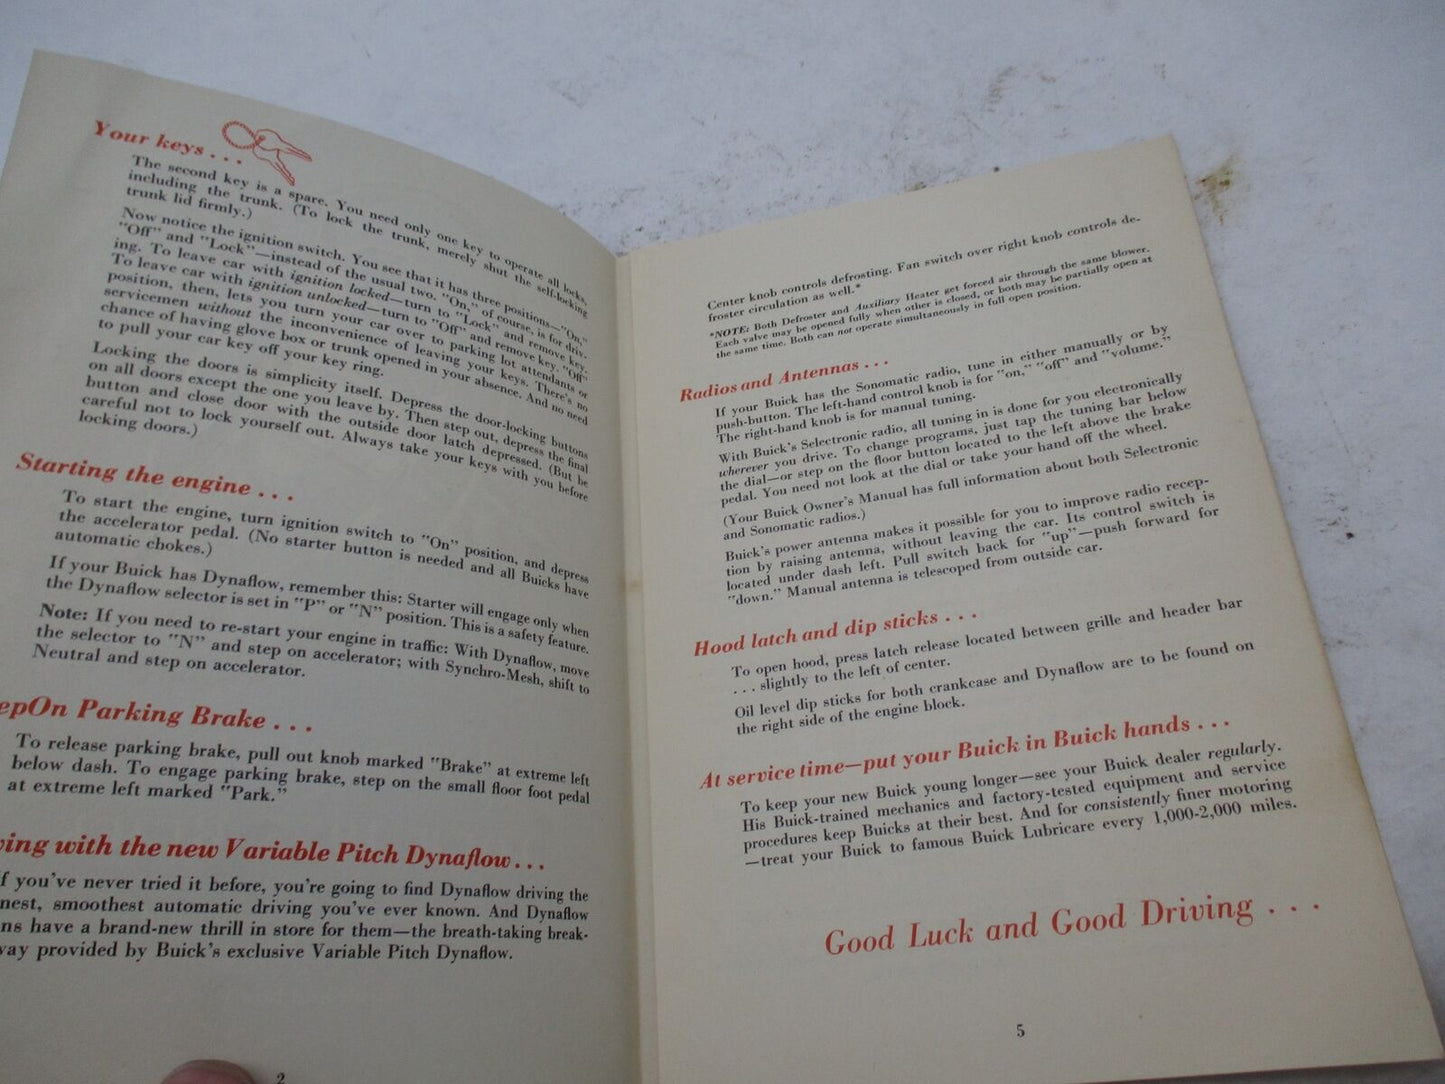 Your keys . . .
The second key is a spare. You need only one key to operate all locks,
including the trunk. (To lock the trunk, merely shut the self-locking
trunk lid firmly.)
Now notice the ignition switch. You see that it has three positions—"On,"
"Off" and "Lock"—instead of the usual two. "On," of course, is for driv-
ing. To leave car with ignition locked—turn to "Lock" and remove key.
To leave car with ignition unlocked—turn to "Off" and remove key. "Off"
position, then, lets you turn your car over to parking lot attendants or
servicemen without the inconvenience of leaving your keys. There's no
chance of having glove box or trunk opened in your absence. And no need
to pull your car key off your key ring.
Locking the doors is simplicity itself. Depress the door-locking buttons
on all doors except the one you leave by. Then step out, depress the final
button and close door with the outside door latch depressed. (But be
careful not to lock yourself out. Always take your keys with you before
locking doors.)
Starting the engine . . .
To start the engine, turn ignition switch to "On" position, and depress
the accelerator pedal. (No starter button is needed and all Buicks have
automatic chokes.)
If your Buick has Dynaflow, remember this: Starter will engage only when
the Dynaflow selector is set in "P" or "N" position. This is a safety feature.
Note: If you need to re-start your engine in traffic: With Dynaflow, move
the selector to "N" and step on accelerator; with Synchro-Mesh, shift to
Neutral and step on accelerator.
epOn Parking Brake . . .
To release parking brake, pull out knob marked "Brake" at extreme left
below dash. To engage parking brake, step on the small floor foot pedal
at extreme left marked "Park."
ving with the new Variable Pitch Dynaflow . . .
f you've never tried it before, you're going to find Dynaflow driving the
nest, smoothest automatic driving you've ever known. And Dynaflow
ns have a brand-new thrill in store for them—the breath-taking break-
way provided by Buick's exclusive Variable Pitch Dynaflow.
2
Center knob controls defrosting. Fan switch over right knob controls de-
froster circulation as well.*
*NOTE: Both Defroster and Auxiliary Heater get forced air through the same blower.
Each valve may be opened fully when other is closed, or both may be partially open at
the same time. Both can not operate simultaneously in full open position.
Radios and Antennas . . .
If your Buick has the Sonomatic radio, tune in either manually or by
push-button. The left-hand control knob is for "on," "off" and "volume."
The right-hand knob is for manual tuning.
With Buick's Selectronic radio, all tuning in is done for you electronically
wherever you drive. To change programs, just tap the tuning bar below
the dial—or step on the floor button located to the left above the brake
pedal. You need not look at the dial or take your hand off the wheel.
(Your Buick Owner's Manual has full information about both Selectronic
and Sonomatic radios.)
Buick's power antenna makes it possible for you to improve radio recep-
tion by raising antenna, without leaving the car. Its control switch is
located under dash left. Pull switch back for "up"—push forward for
"down." Manual antenna is telescoped from outside car.
Hood latch and dip sticks . . .
To open hood, press latch release located between grille and header bar
. . . slightly to the left of center.
Oil level dip sticks for both crankcase and Dynaflow are to be found on
the right side of the engine block.
At service time—put your Buick in Buick hands . . .
To keep your new Buick young longer—see your Buick dealer regularly.
His Buick-trained mechanics and factory-tested equipment and service
procedures keep Buicks at their best. And for consistently finer motoring
—treat your Buick to famous Buick Lubricare every 1,000-2,000 miles.
Good Luck and Good Driving . . .
5